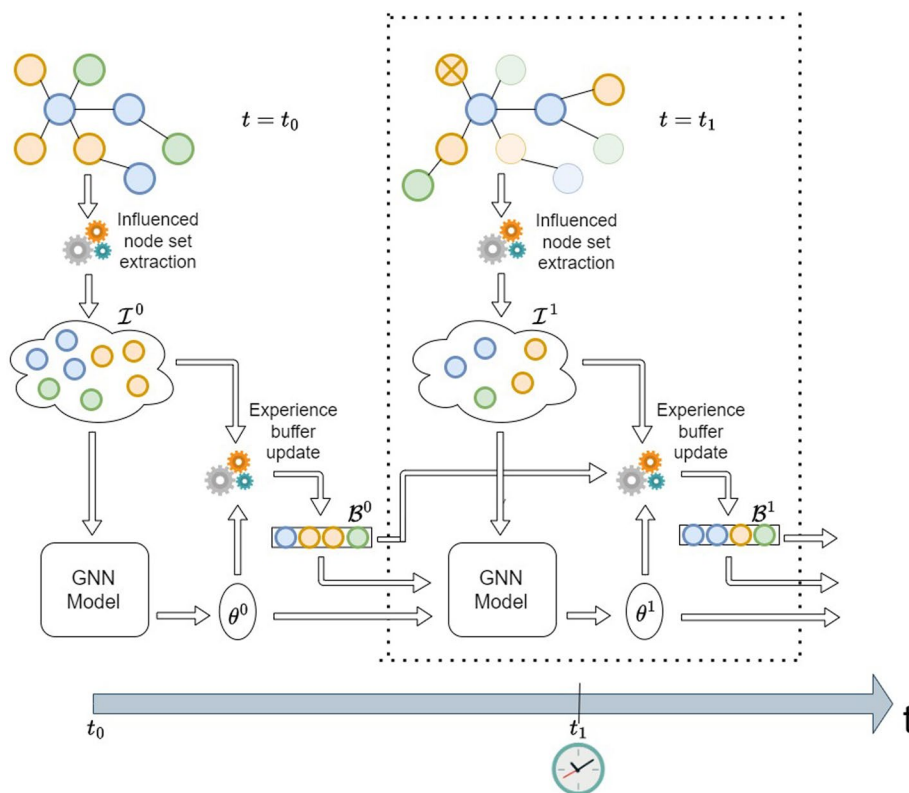 t = t₀
t = t₁
Influenced
node set
extraction
Influenced
node set
extraction
𝓘⁰
𝓘¹
Experience
buffer
update
Experience
buffer
update
𝓑⁰
𝓑¹
GNN
Model
GNN
Model
θ⁰
θ¹
t₀
t₁
t